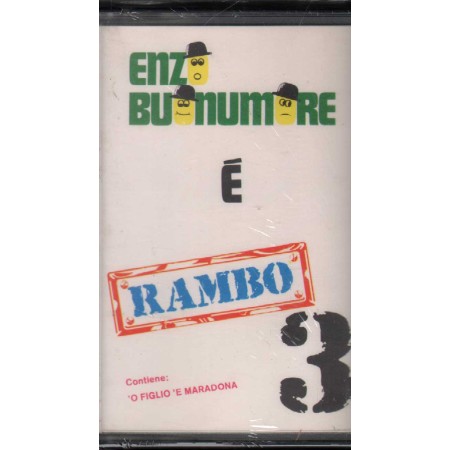 ENZO
BUONUMORE
É
RAMBO
3
Contiene:
'O FIGLIO 'E MARADONA